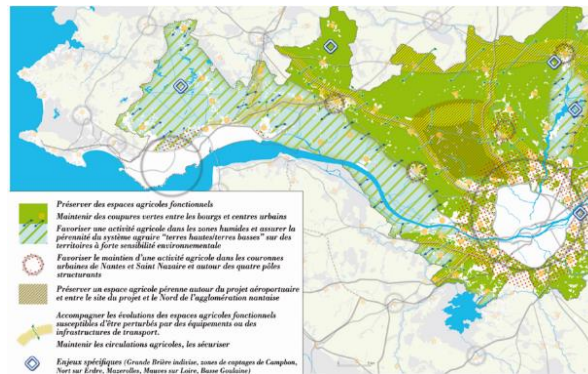 Préserver des espaces agricoles fonctionnels
Maintenir des coupures vertes entre les bourgs et centres urbains
Favoriser une activité agricole dans les zones humides et assurer la
pérennité du système agraire "terres hautes/terres basses" sur des
territoires à forte sensibilité environnementale
Favoriser le maintien d'une activité agricole dans les couronnes
urbaines de Nantes et Saint Nazaire et autour des quatre pôles
structurants
Préserver un espace agricole pérenne autour du projet aéroportuaire
et entre le site du projet et le Nord de l'agglomération nantaise
Accompagner les évolutions des espaces agricoles fonctionnels
susceptibles d'être perturbés par des équipements ou des
infrastructures de transport.
Maintenir les circulations agricoles, les sécuriser
Enjeux spécifiques (Grande Brière indivise, zones de captages de Campbon,
Nort sur Erdre, Mazerolles, Mauves sur Loire, Basse Goulaine)